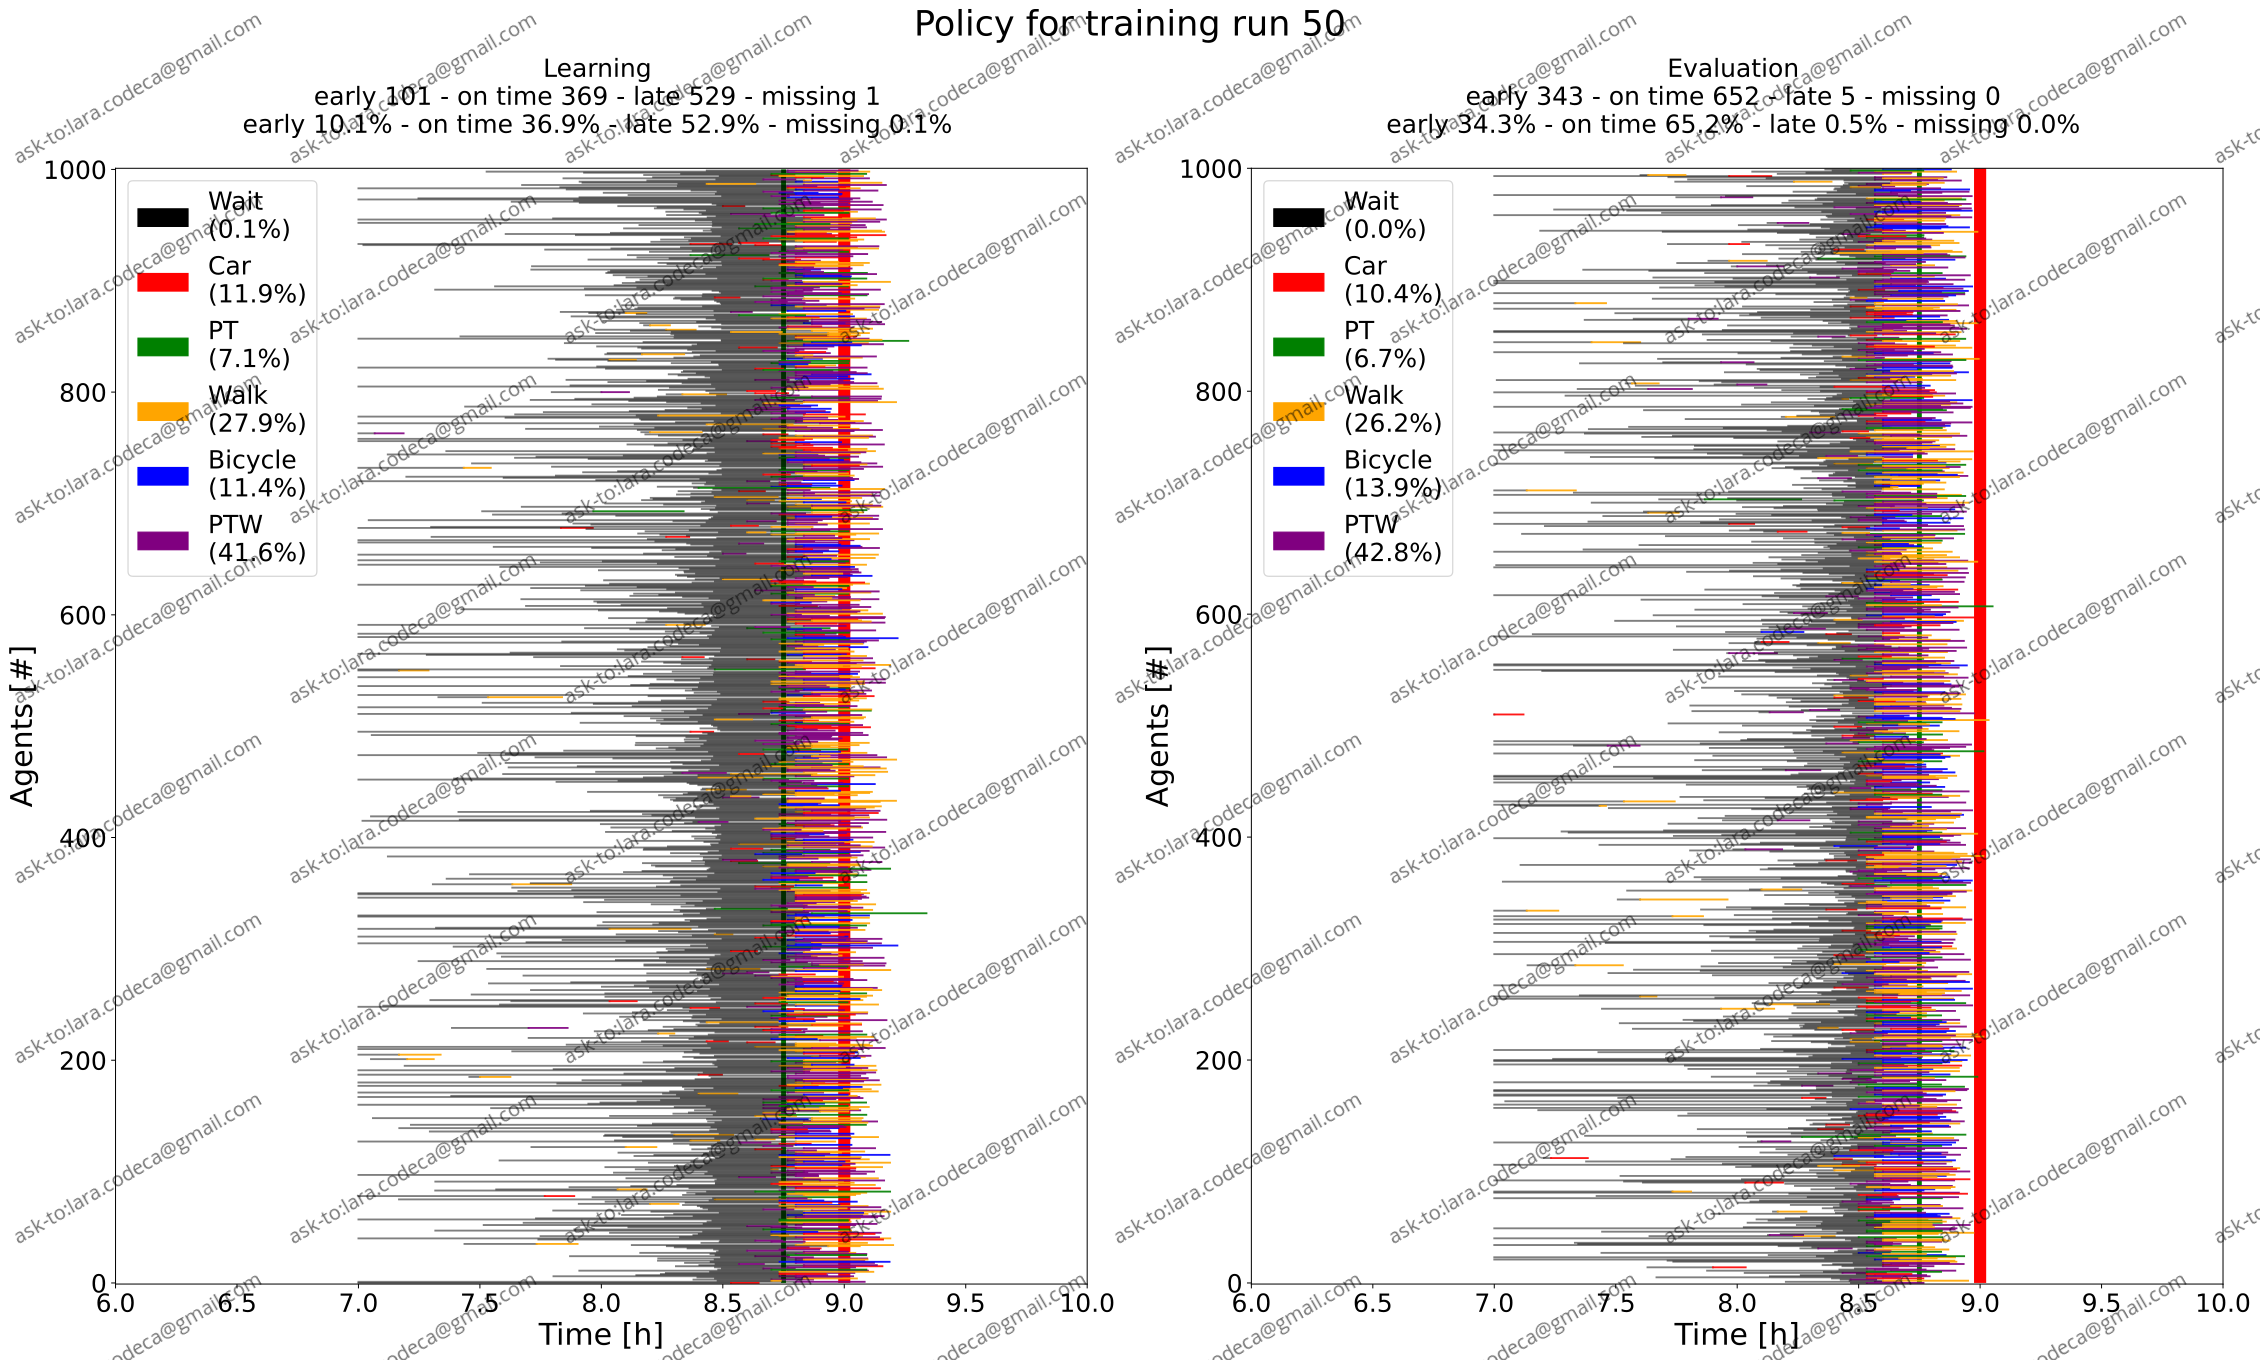 Policy for training run 50
Learning
early 101 - on time 369 - late 529 - missing 1
early 10.1% - on time 36.9% - late 52.9% - missing 0.1%
Wait
(0.1%)
Car
(11.9%)
PT
(7.1%)
Walk
(27.9%)
Bicycle
(11.4%)
PTW
(41.6%)
Agents [#]
1000
800
600
400
200
0
6.0 6.5 7.0 7.5 8.0 8.5 9.0 9.5 10.0
Time [h]
Evaluation
early 343 - on time 652 - late 5 - missing 0
early 34.3% - on time 65.2% - late 0.5% - missing 0.0%
Wait
(0.0%)
Car
(10.4%)
PT
(6.7%)
Walk
(26.2%)
Bicycle
(13.9%)
PTW
(42.8%)
Agents [#]
1000
800
600
400
200
0
6.0 6.5 7.0 7.5 8.0 8.5 9.0 9.5 10.0
Time [h]
ask-to:lara.codeca@gmail.com